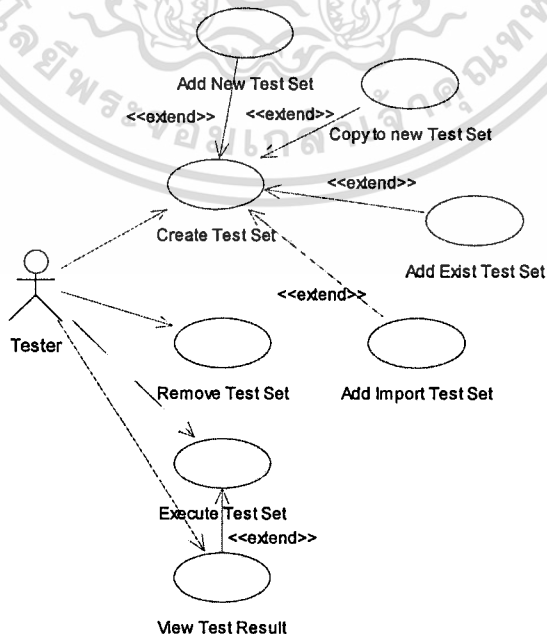 Add New Test Set
<<extend>>
<<extend>>
Copy to new Test Set
<<extend>>
Create Test Set
Add Exist Test Set
<<extend>>
Tester
Remove Test Set
Add Import Test Set
Execute Test Set
<<extend>>
View Test Result